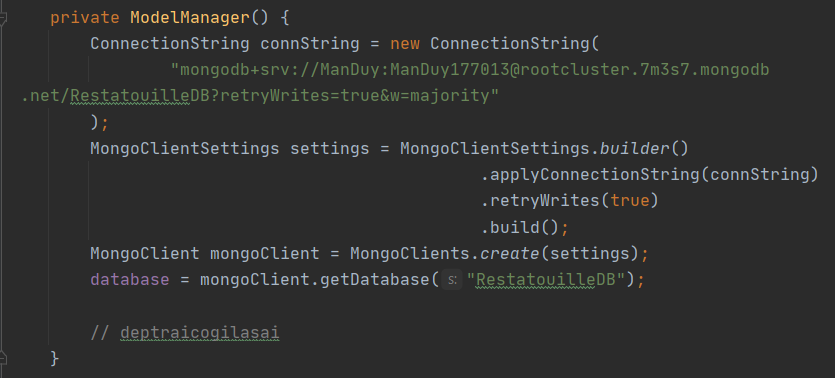 private ModelManager() {
ConnectionString connString = new ConnectionString(
"mongodb+srv://ManDuy:ManDuy177013@rootcluster.7m3s7.mongodb
.net/RestatouilleDB?retryWrites=true&w=majority"
);
MongoClientSettings settings = MongoClientSettings.builder()
.applyConnectionString(connString)
.retryWrites(true)
.build();
MongoClient mongoClient = MongoClients.create(settings);
database = mongoClient.getDatabase( s: "RestatouilleDB");
// deptraicogilasai
}